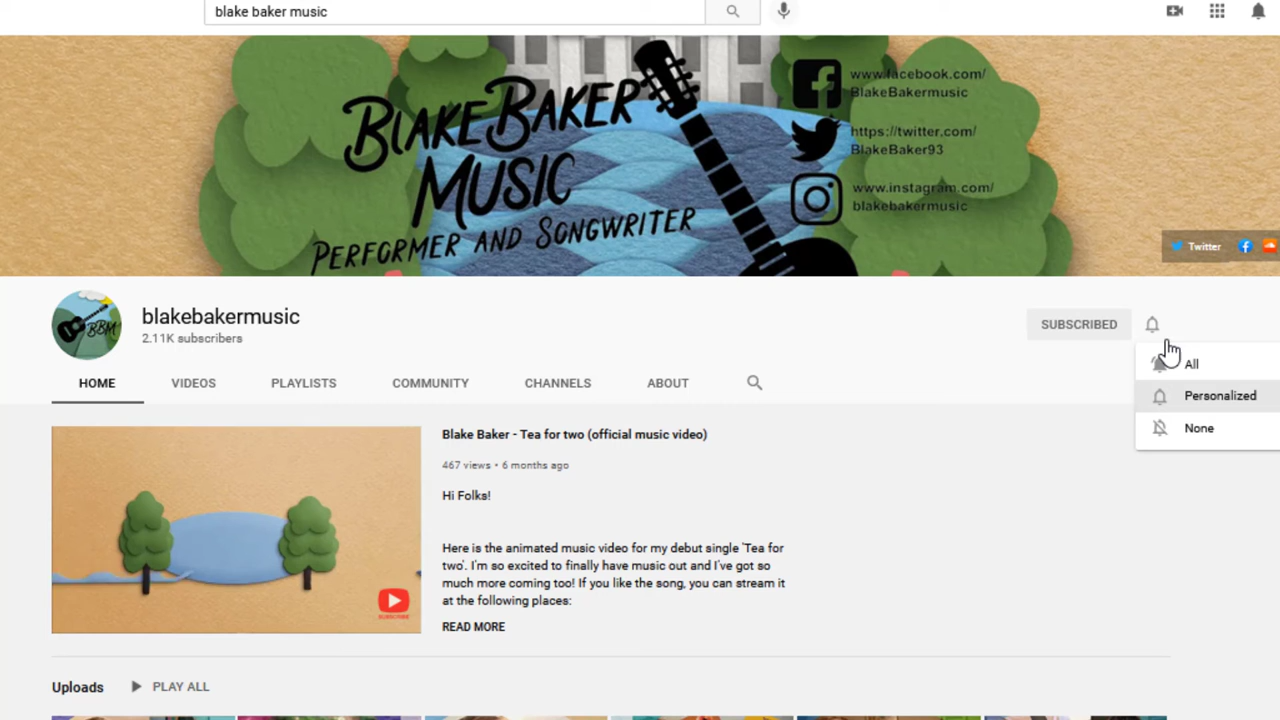 blake baker music
BLAKE BAKER
MUSIC
PERFORMER AND SONGWRITER
www.facebook.com/
BlakeBakermusic
https://twitter.com/
BlakeBaker93
www.instagram.com/
blakebakermusic
Twitter
BBM
blakebakermusic
2.11K subscribers
SUBSCRIBED
All
Personalized
None
HOME
VIDEOS
PLAYLISTS
COMMUNITY
CHANNELS
ABOUT
Blake Baker - Tea for two (official music video)
467 views • 6 months ago
Hi Folks!
Here is the animated music video for my debut single 'Tea for
two'. I'm so excited to finally have music out and I've got so
much more coming too! If you like the song, you can stream it
at the following places:
READ MORE
SUBSCRIBE
Uploads
PLAY ALL